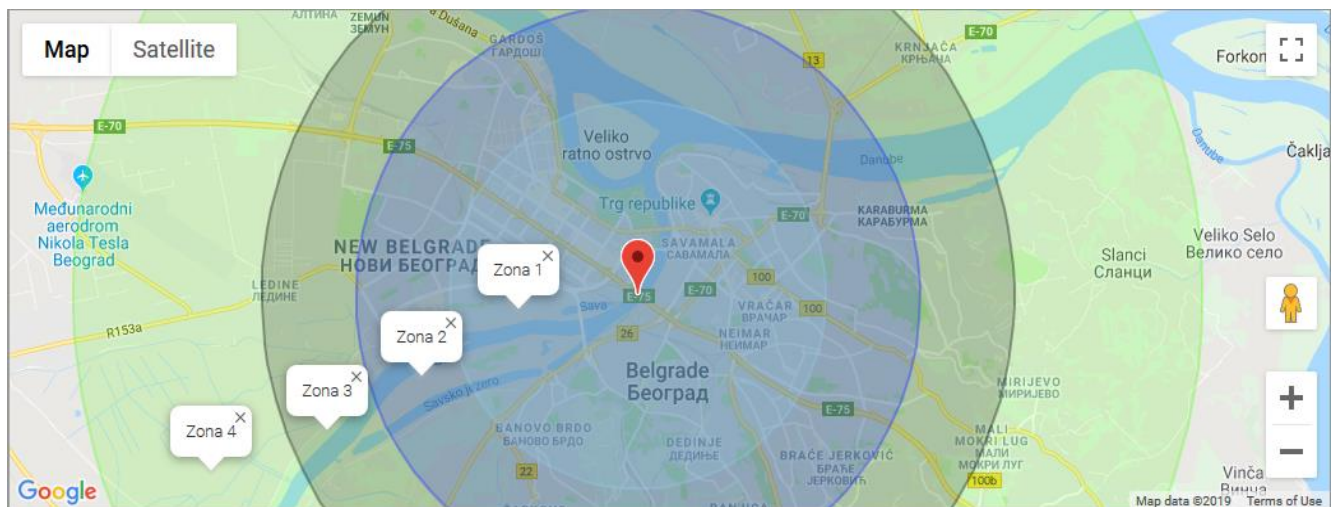 Map
Satellite
АЛТИНА
ZEMUN
ЗЕМУН
a Dušana
GARDOŠ
ГАРДОШ
E-70
KRNJAČA
КРЊАЧА
13
Forkon
E-70
E-75
Veliko
ratno ostrvo
Danube
Danube
Čaklja
Međunarodni
aerodrom
Nikola Tesla
Beograd
Trg republike
E-70
KARABURMA
КАРАБУРМА
NEW BELGRADE
НОВИ БЕОГРАД
Zona 1
SAVAMALA
САВАМАЛА
Slanci
Сланци
Veliko Selo
Велико село
LEDINE
ЛЕДИНЕ
E-75
E-70
100
Sava
VRAČAR
ВРАЧАР
100
R153a
Zona 2
26
NEIMAR
НЕИМАР
Belgrade
Београд
Zona 3
Savsko jezero
MIRIJEVO
МИРИЈЕВО
E-75
Zona 4
BANOVO BRDO
БАНОВО БРДО
DEDINJE
ДЕДИЊЕ
BRAĆE JERKOVIĆ
БРАЋЕ
ЈЕРКОВИЋ
MALI
MOKRI LUG
МАЛИ
МОКРИ ЛУГ
22
100b
Vinča
Винча
Google
Map data ©2019
Terms of Use